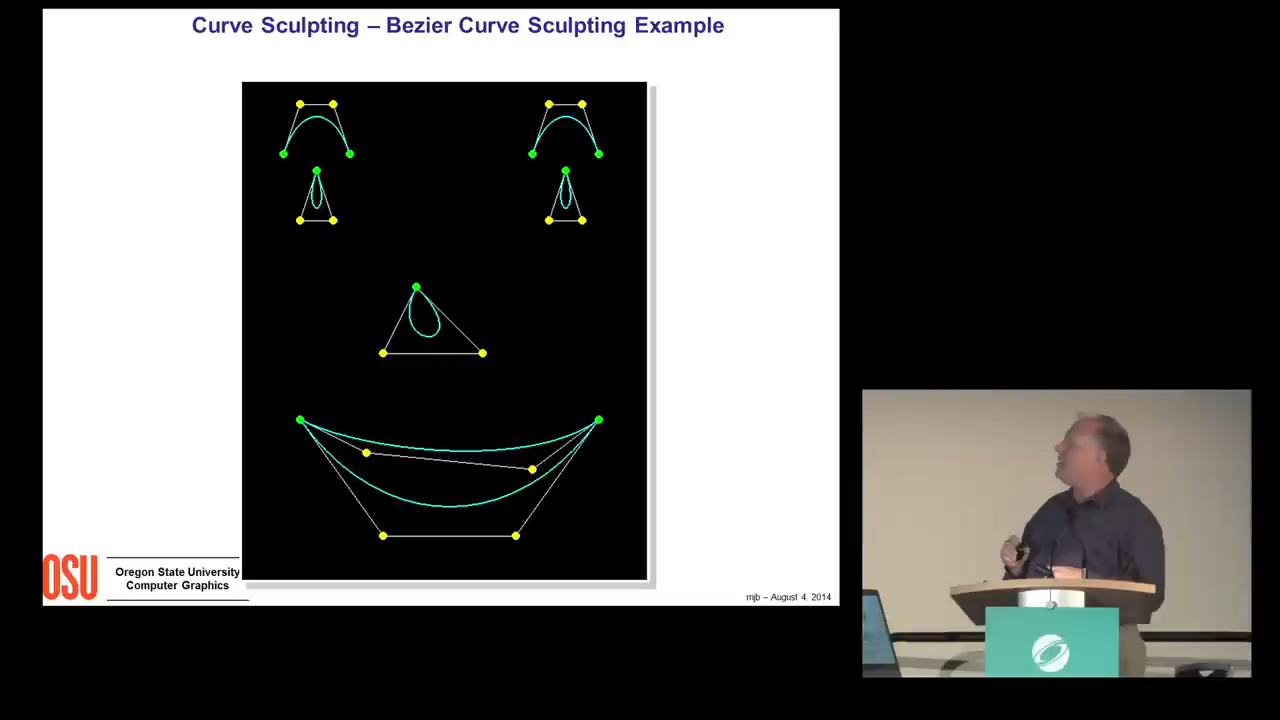 Curve Sculpting – Bezier Curve Sculpting Example
OSU
Oregon State University
Computer Graphics
mjb – August 4, 2014